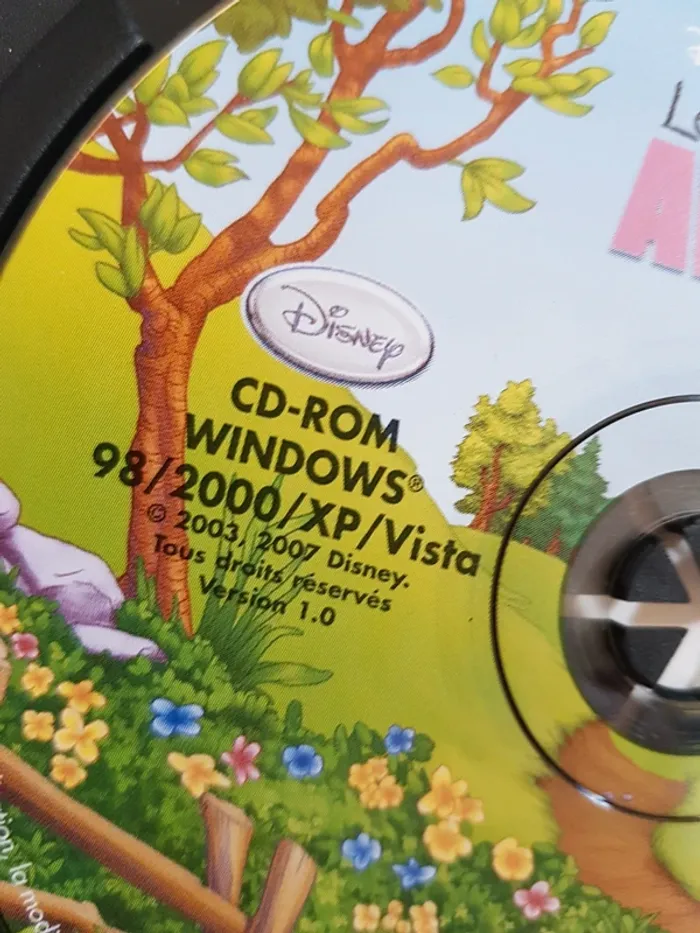 Disney
CD-ROM
WINDOWS®
98/2000/XP/Vista
© 2003, 2007 Disney.
Tous droits réservés
Version 1.0